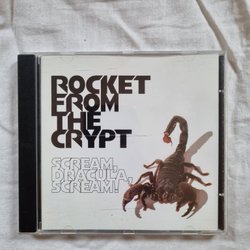 ROCKET
FROM
THE
CRYPT
SCREAM,
DRACULA,
SCREAM!